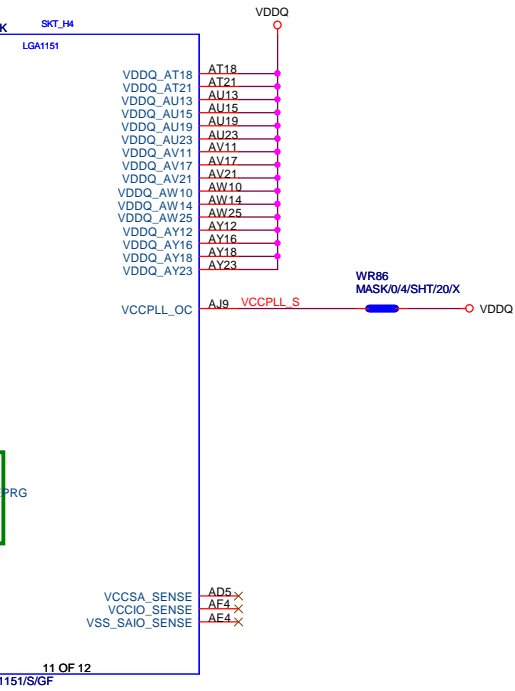 K
SKT_H4
LGA1151
VDDQ
VDDQ_AT18 AT18
VDDQ_AT21 AT21
VDDQ_AU13 AU13
VDDQ_AU15 AU15
VDDQ_AU19 AU19
VDDQ_AU23 AU23
VDDQ_AV11 AV11
VDDQ_AV17 AV17
VDDQ_AV21 AV21
VDDQ_AW10 AW10
VDDQ_AW14 AW14
VDDQ_AW25 AW25
VDDQ_AY12 AY12
VDDQ_AY16 AY16
VDDQ_AY18 AY18
VDDQ_AY23 AY23
WR86
MASK/0/4/SHT/20/X
VCCPLL_OC AJ9 VCCPLL_S VDDQ
PRG
VCCSA_SENSE AD5
VCCIO_SENSE AF4
VSS_SAIO_SENSE AE4
11 OF 12
1151/S/GF